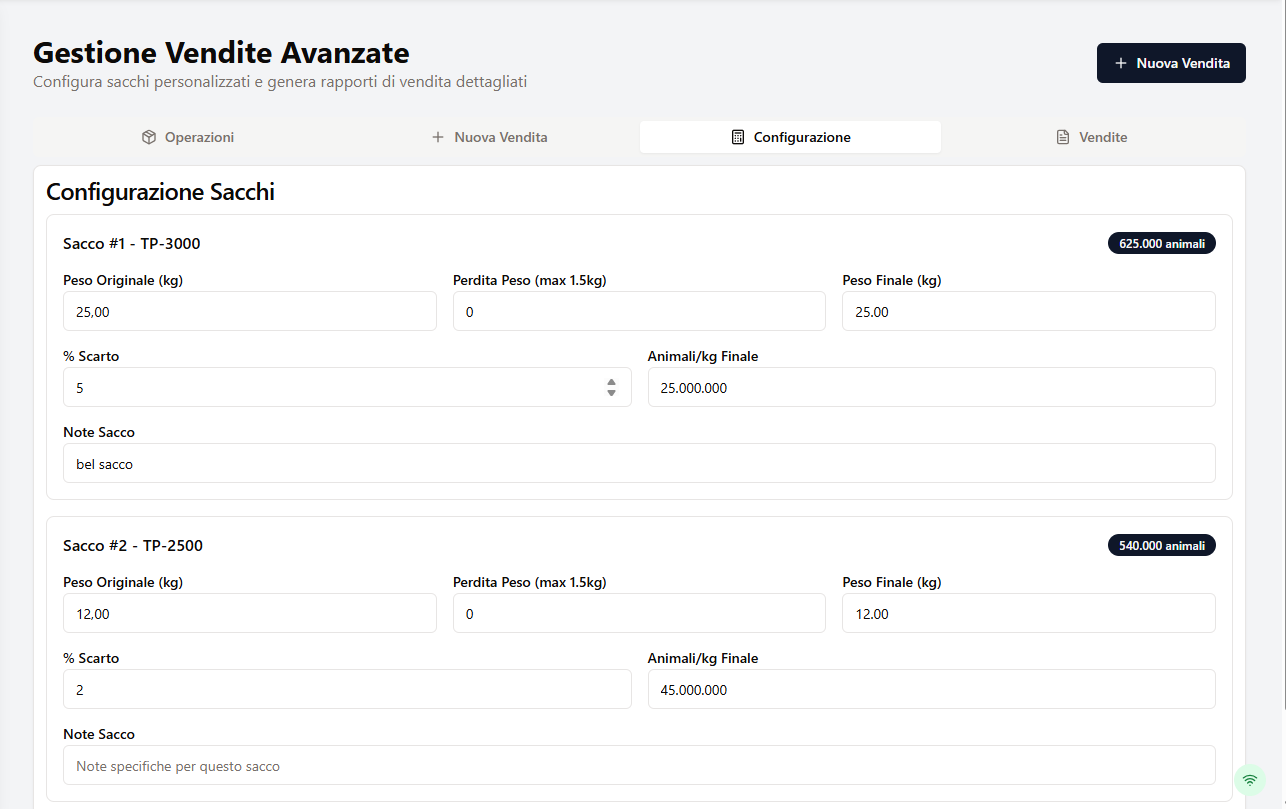 Gestione Vendite Avanzate
Configura sacchi personalizzati e genera rapporti di vendita dettagliati
Nuova Vendita
Operazioni
Nuova Vendita
Configurazione
Vendite
Configurazione Sacchi
Sacco #1 - TP-3000
625.000 animali
Peso Originale (kg)
Perdita Peso (max 1.5kg)
Peso Finale (kg)
25,00
0
25.00
% Scarto
Animali/kg Finale
5
25.000.000
Note Sacco
bel sacco
Sacco #2 - TP-2500
540.000 animali
Peso Originale (kg)
Perdita Peso (max 1.5kg)
Peso Finale (kg)
12,00
0
12.00
% Scarto
Animali/kg Finale
2
45.000.000
Note Sacco
Note specifiche per questo sacco